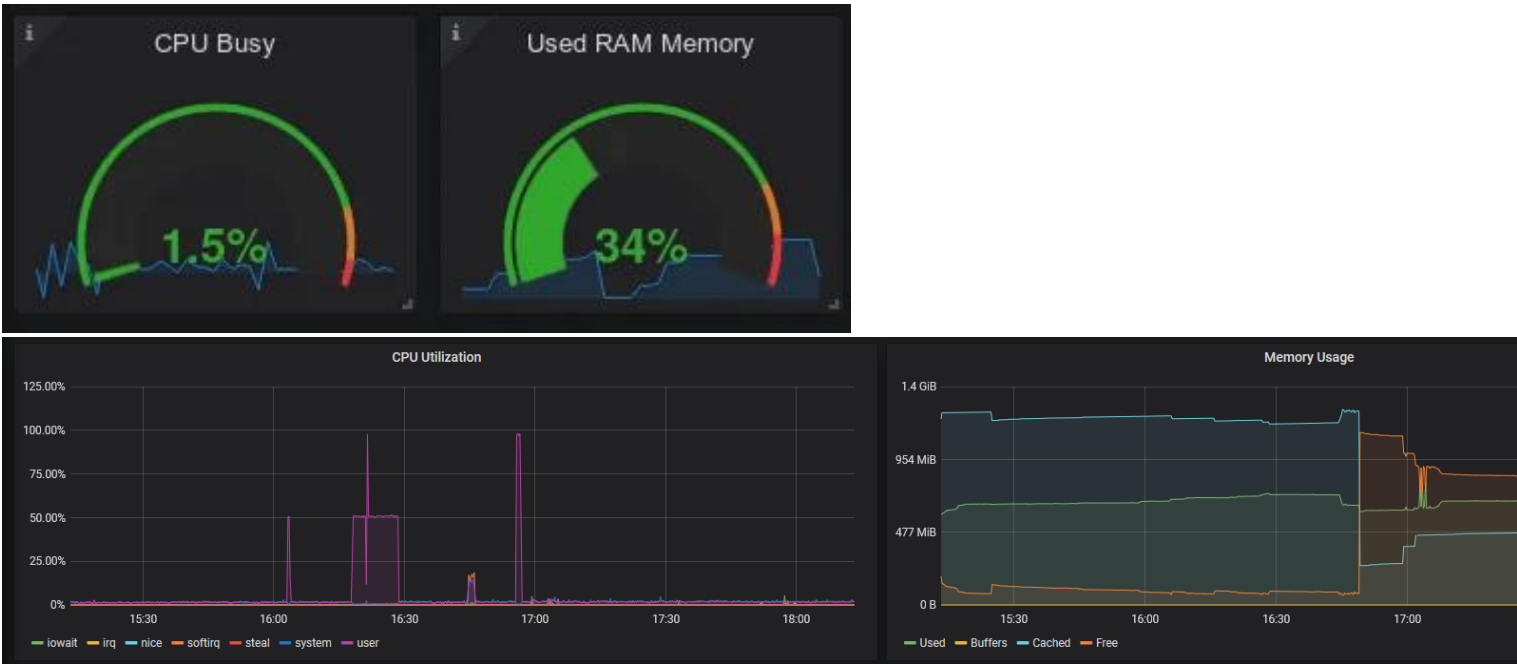 CPU Busy
Used RAM Memory
1.5%
34%
CPU Utilization
125.00%
100.00%
75.00%
50.00%
25.00%
0%
15:30
16:00
16:30
17:00
17:30
18:00
iowait irq nice softirq steal system user
Memory Usage
1.4 GiB
954 MiB
477 MiB
0 B
15:30
16:00
16:30
17:00
Used Buffers Cached Free